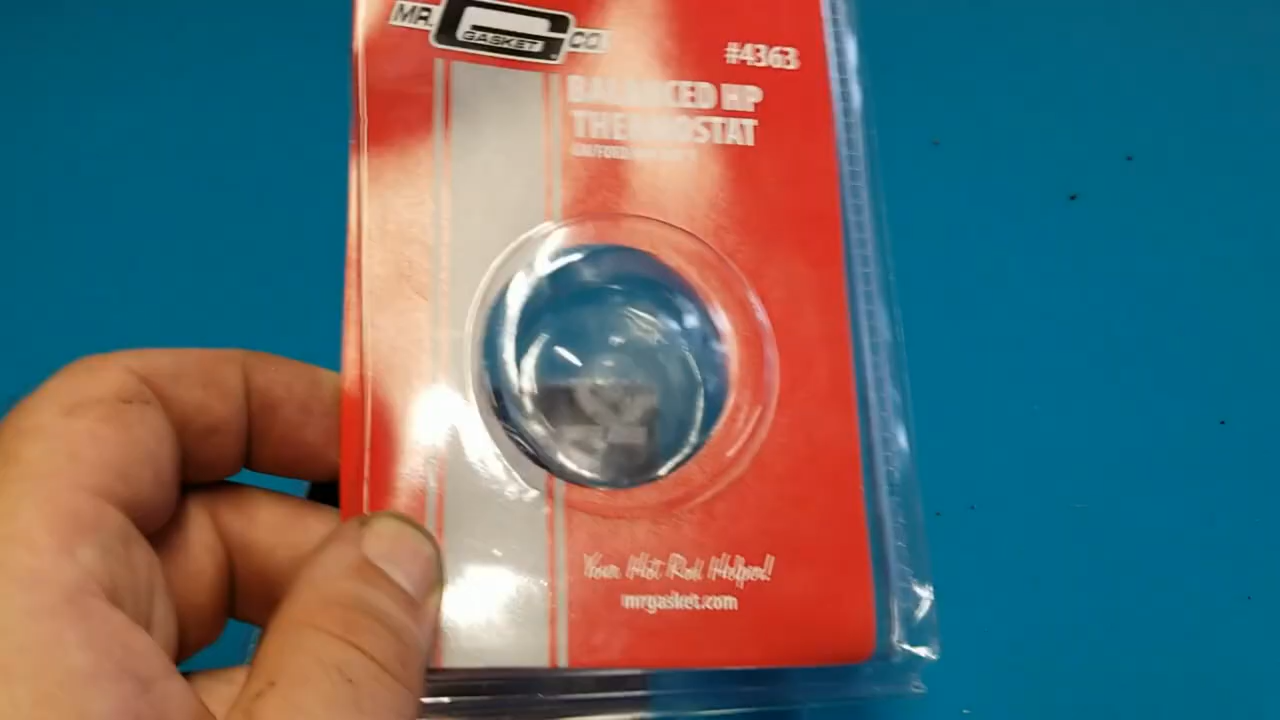 MR. GASKET CO.
#4363
BALANCED HP
THERMOSTAT
Your Hot Rod Helper!
mrgasket.com